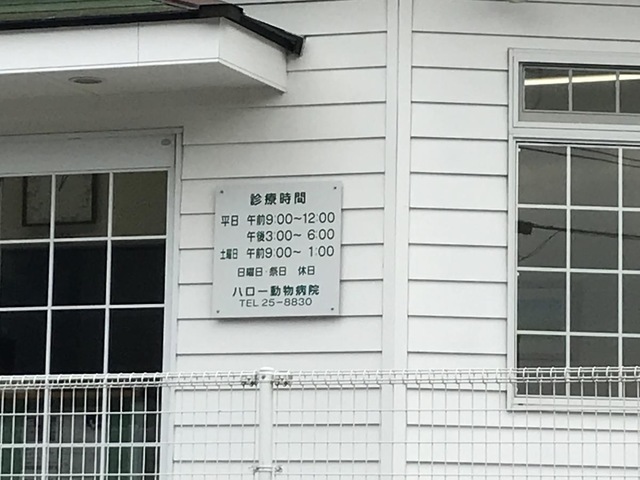 診療時間
平日 午前9:00～12:00
午後3:00～ 6:00
土曜日 午前9:00～ 1:00
日曜日・祭日 休日
ハロー動物病院
TEL 25-8830